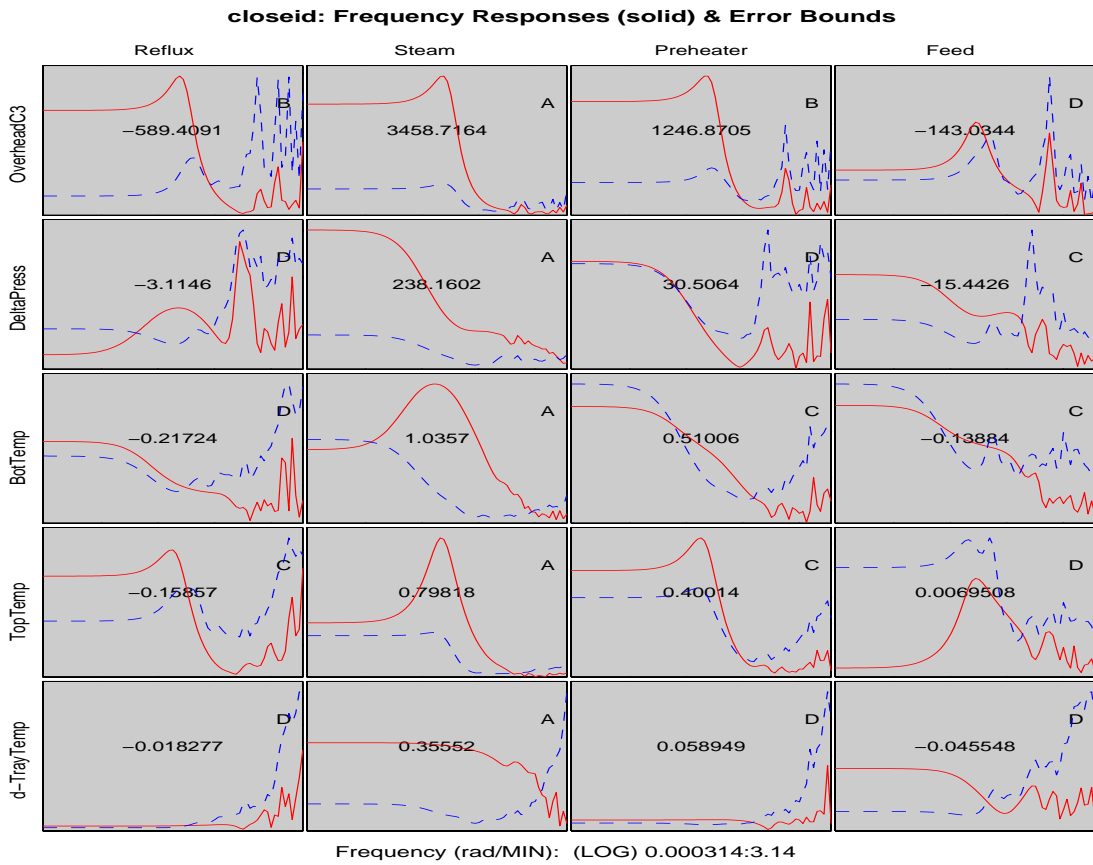 closeid: Frequency Responses (solid) & Error Bounds
Reflux Steam Preheater Feed
OverheadC3
B A B D
−589.4091 3458.7164 1246.8705 −143.0344
DeltaPress
D A D C
−3.1146 238.1602 30.5064 −15.4426
BotTemp
D A C C
−0.21724 1.0357 0.51006 −0.13884
TopTemp
C A C D
−0.15857 0.79818 0.40014 0.0069508
d−TrayTemp
D A D D
−0.018277 0.35552 0.058949 −0.045548
Frequency (rad/MIN): (LOG) 0.000314:3.14